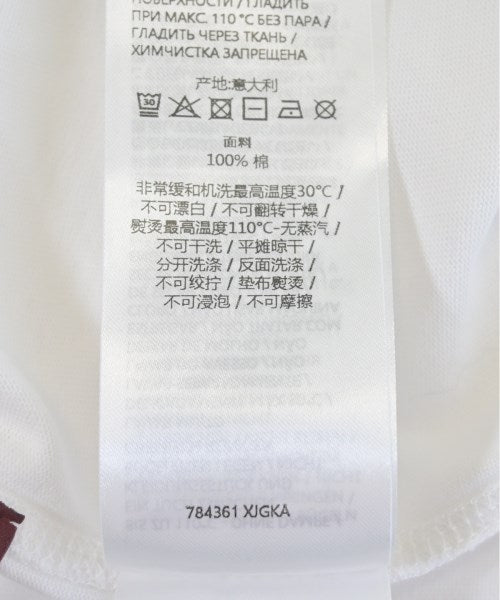 ПОВЕРХНОСТИ / ГЛАДИТЬ
ПРИ МАКС. 110 °C БЕЗ ПАРА /
ГЛАДИТЬ ЧЕРЕЗ ТКАНЬ /
ХИМЧИСТКА ЗАПРЕЩЕНА
产地:意大利
30
面料
100% 棉
非常缓和机洗最高温度30°C /
不可漂白 / 不可翻转干燥 /
熨烫最高温度110°C-无蒸汽 /
不可干洗 / 平摊晾干 /
分开洗涤 / 反面洗涤 /
不可绞拧 / 垫布熨烫 /
不可浸泡 / 不可摩擦
784361 XJGKA